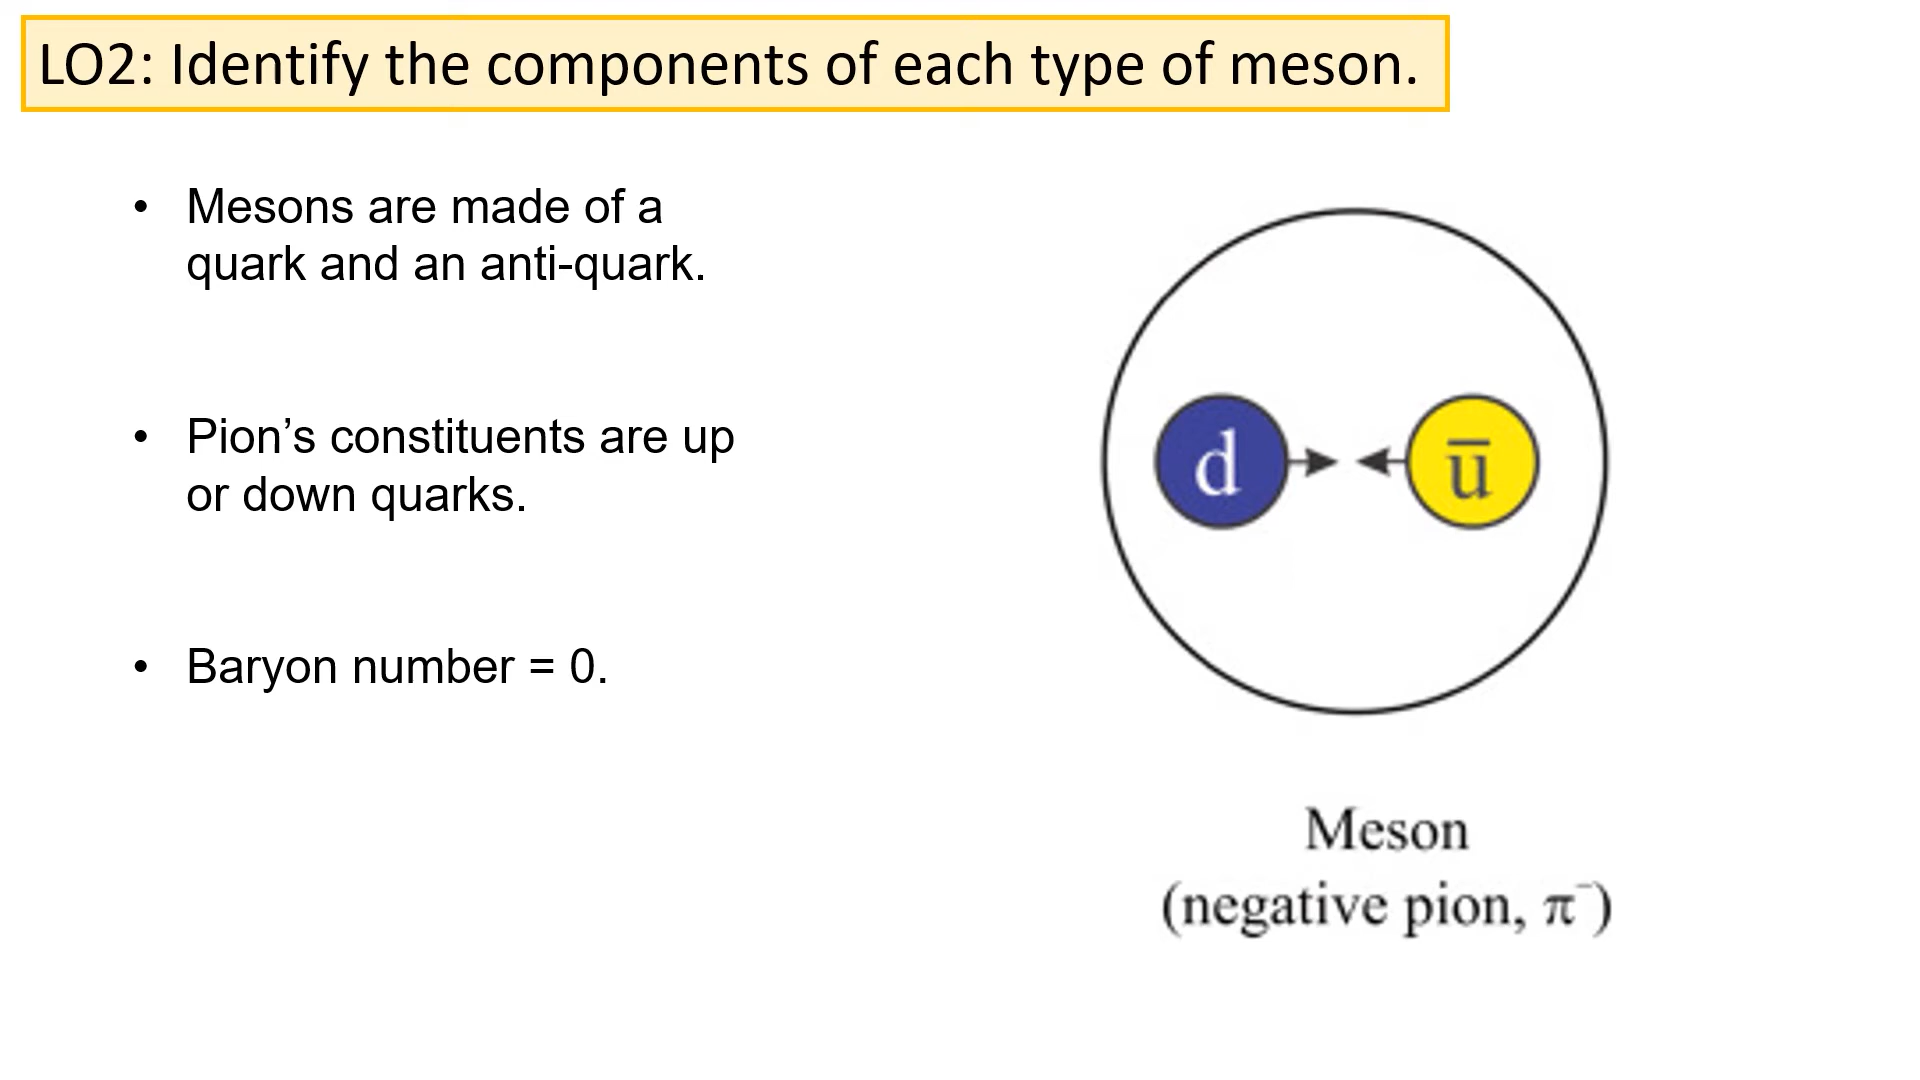 LO2: Identify the components of each type of meson.
• Mesons are made of a
quark and an anti-quark.
• Pion’s constituents are up
or down quarks.
• Baryon number = 0.
d
u̅
Meson
(negative pion, π⁻)